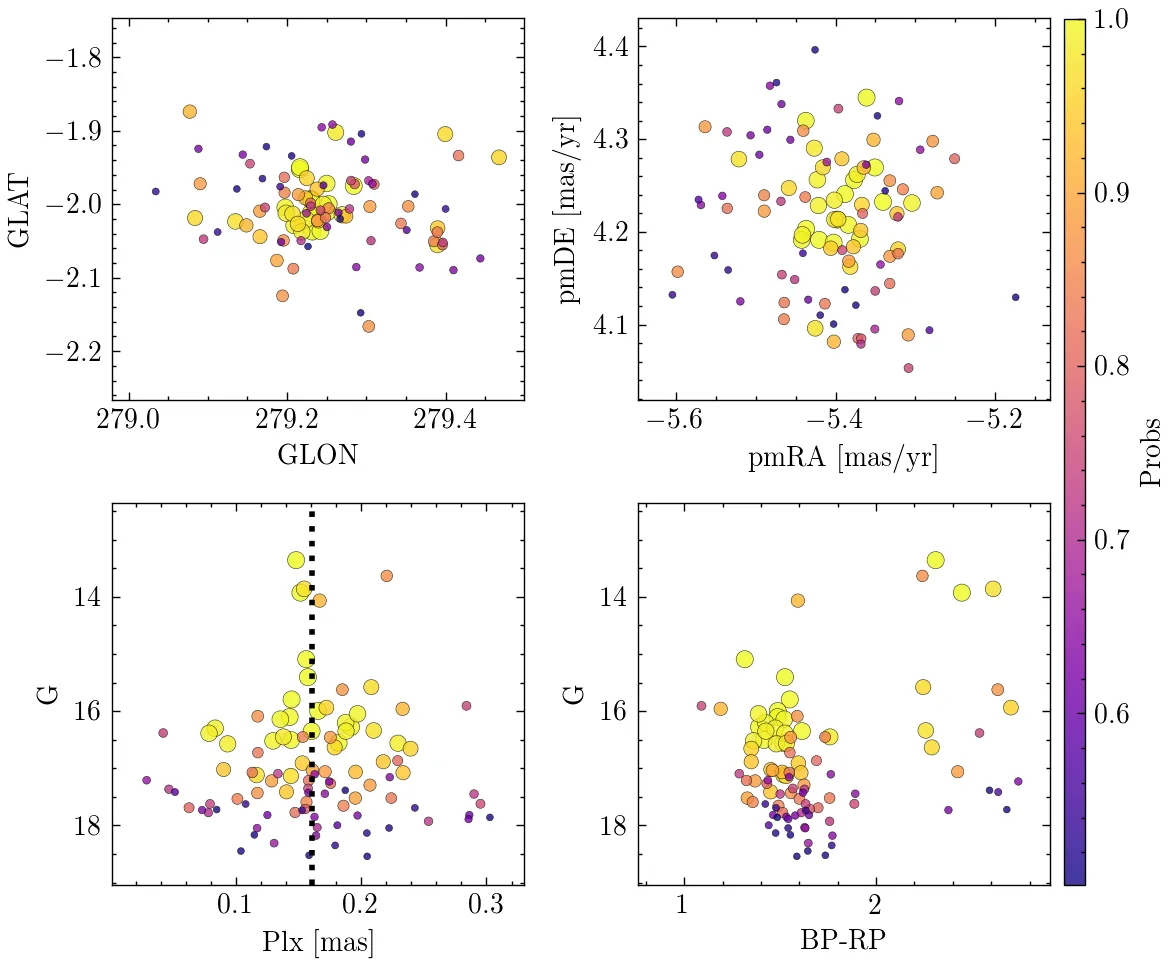 −1.8
−1.9
−2.0
−2.1
−2.2
GLAT
279.0 279.2 279.4
GLON
4.4
4.3
4.2
4.1
pmDE [mas/yr]
−5.6 −5.4 −5.2
pmRA [mas/yr]
1.0
0.9
0.8
0.7
0.6
Probs
14
16
18
G
0.1 0.2 0.3
Plx [mas]
14
16
18
G
1 2
BP-RP